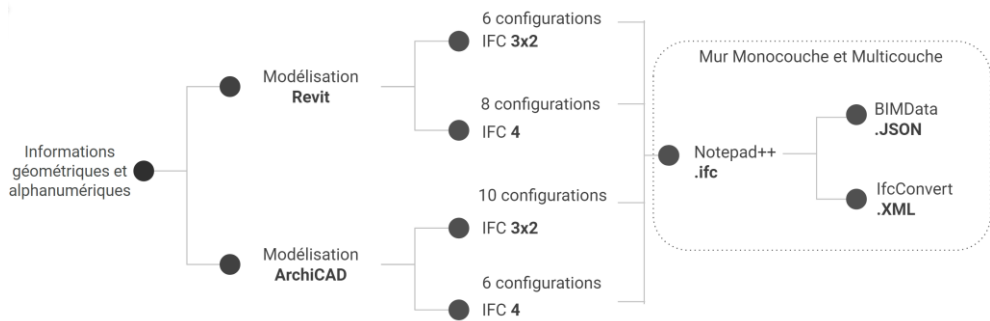 Informations
géométriques et
alphanumériques
Modélisation
Revit
6 configurations
IFC 3x2
8 configurations
IFC 4
Modélisation
ArchiCAD
10 configurations
IFC 3x2
6 configurations
IFC 4
Mur Monocouche et Multicouche
Notepad++
.ifc
BIMData
.JSON
IfcConvert
.XML